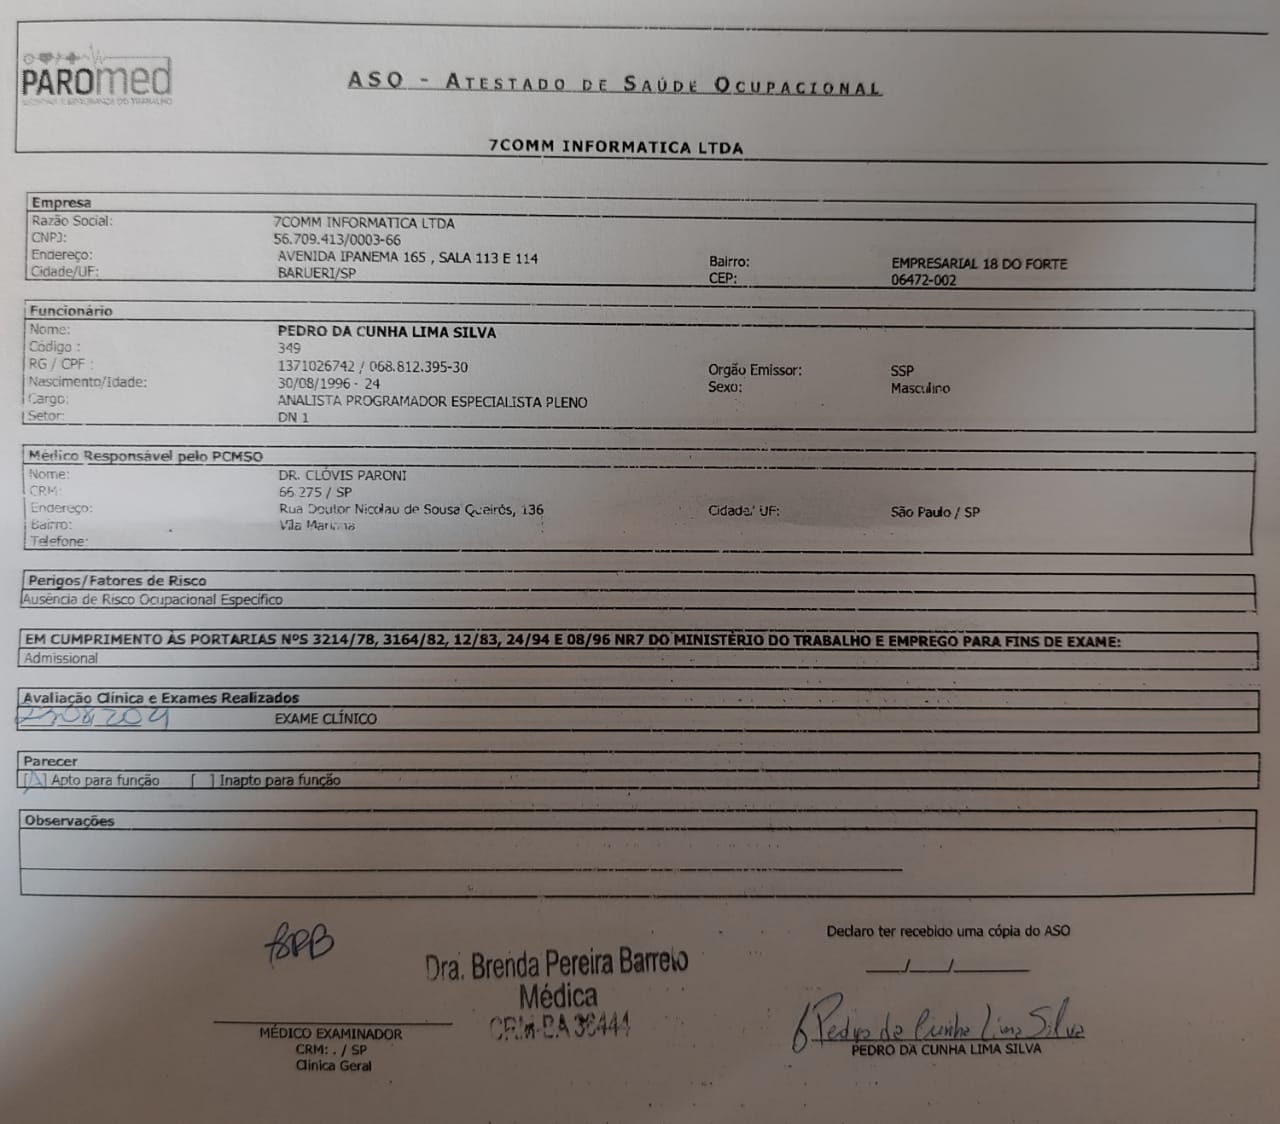 PAROmed
MEDICINA E SEGURANÇA DO TRABALHO
ASO - ATESTADO DE SAÚDE OCUPACIONAL
7COMM INFORMATICA LTDA
Empresa
Razão Social: 7COMM INFORMATICA LTDA
CNPJ: 56.709.413/0003-66
Endereço: AVENIDA IPANEMA 165 , SALA 113 E 114 Bairro: EMPRESARIAL 18 DO FORTE
Cidade/UF: BARUERI/SP CEP: 06472-002
Funcionário
Nome: PEDRO DA CUNHA LIMA SILVA
Código : 349
RG / CPF : 1371026742 / 068.812.395-30 Orgão Emissor: SSP
Nascimento/Idade: 30/08/1996 - 24 Sexo: Masculino
Cargo: ANALISTA PROGRAMADOR ESPECIALISTA PLENO
Setor: DN 1
Médico Responsável pelo PCMSO
Nome: DR. CLÓVIS PARONI
CRM: 66 275 / SP
Endereço: Rua Doutor Nicolau de Sousa Queirós, 136 Cidade/ UF: São Paulo / SP
Bairro: Vila Mariana
Telefone:
Perigos/Fatores de Risco
Ausência de Risco Ocupacional Especifico
EM CUMPRIMENTO ÀS PORTARIAS NºS 3214/78, 3164/82, 12/83, 24/94 E 08/96 NR7 DO MINISTÉRIO DO TRABALHO E EMPREGO PARA FINS DE EXAME:
Admissional
Avaliação Clínica e Exames Realizados
EXAME CLÍNICO
Parecer
[X] Apto para função [ ] Inapto para função
Observações
Declaro ter recebido uma cópia do ASO
___/___/______
Dra. Brenda Pereira Barreto
Médica
CRM-BA 36444
MÉDICO EXAMINADOR
CRM: . / SP
Clinica Geral
Pedro da Cunha Lima Silva
PEDRO DA CUNHA LIMA SILVA